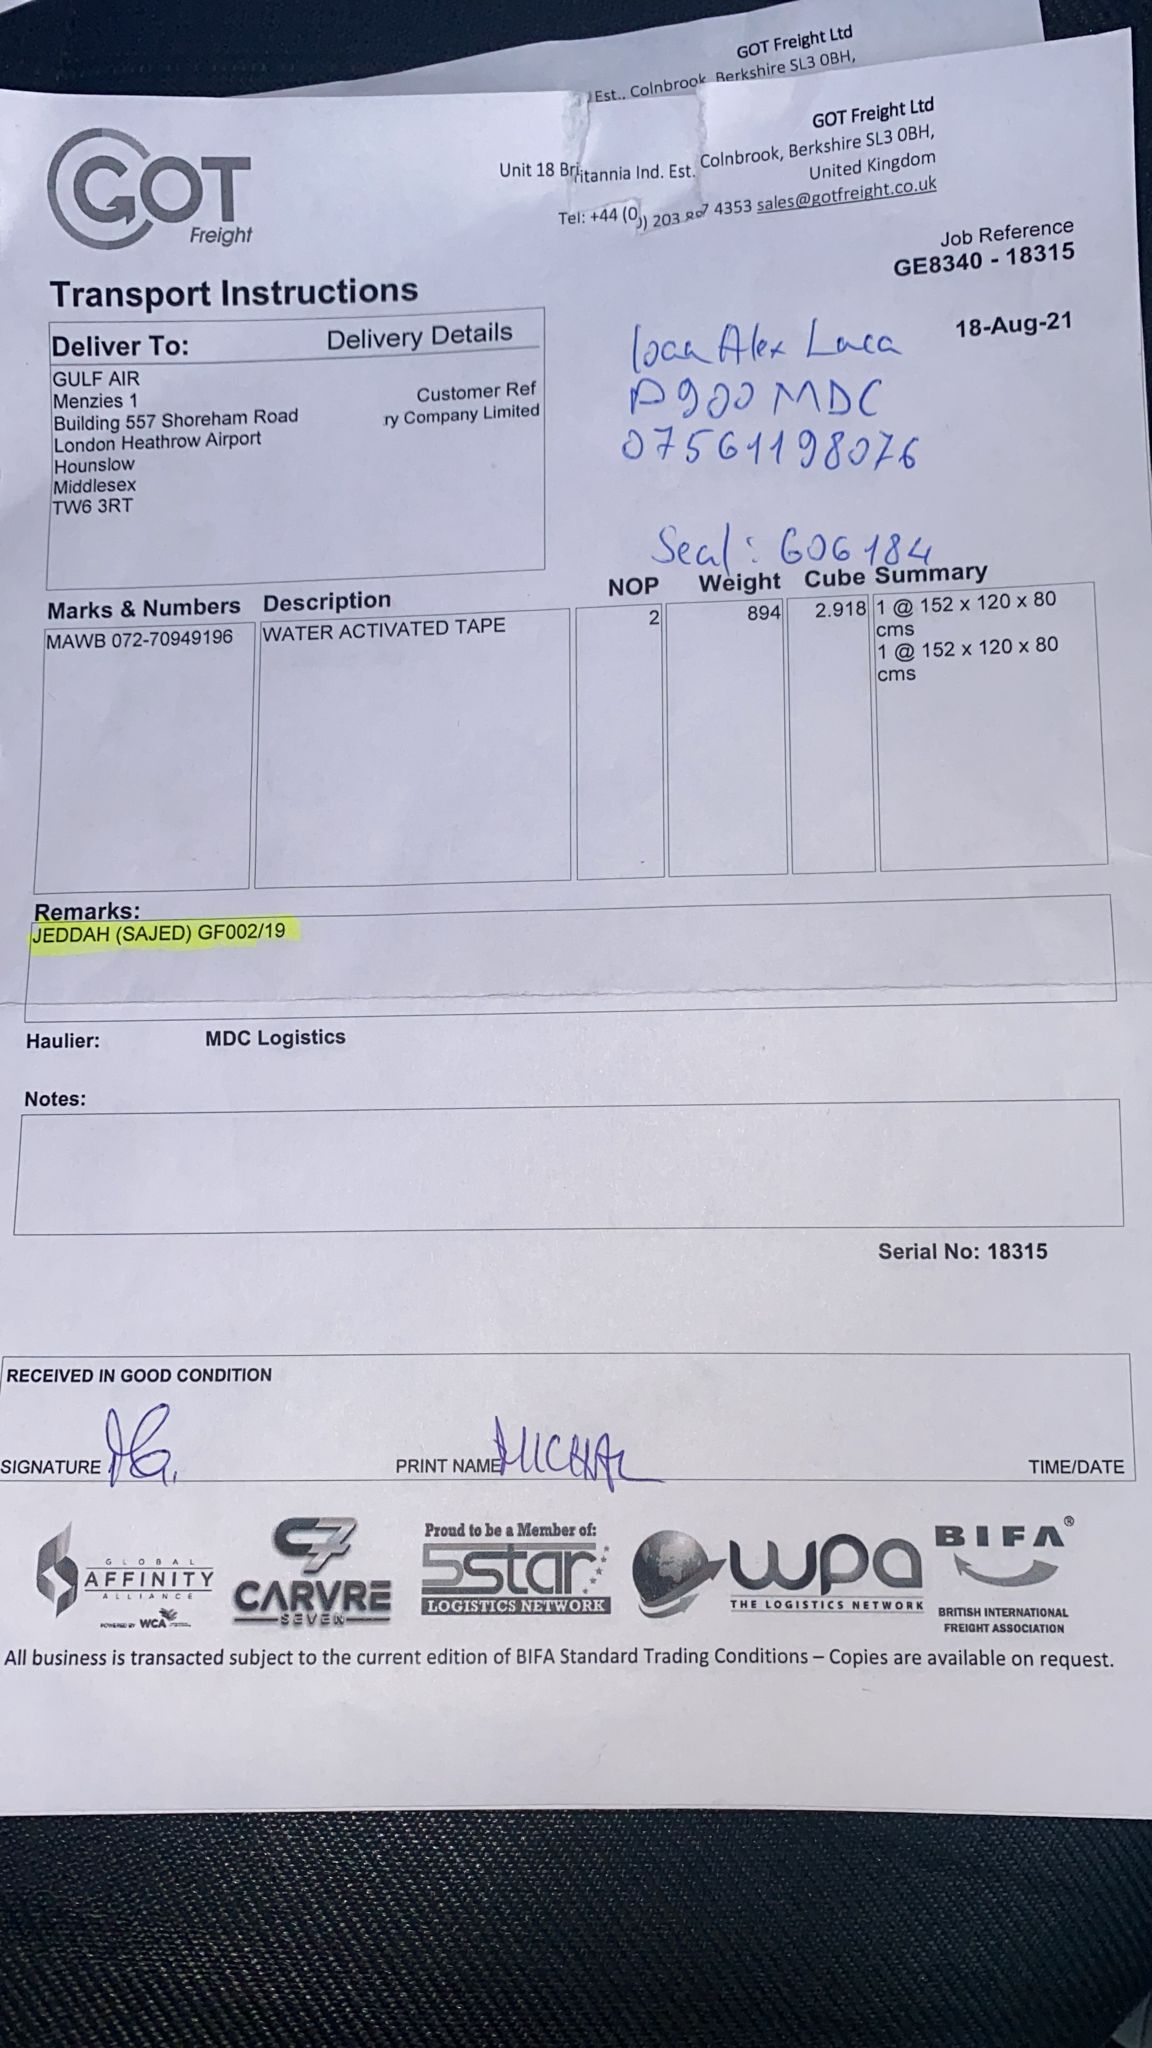 GOT Freight Ltd
Est., Colnbrook, Berkshire SL3 0BH,
GOT Freight Ltd
Unit 18 Britannia Ind. Est. Colnbrook, Berkshire SL3 0BH,
United Kingdom
Tel: +44 (0) 203 897 4353 sales@gotfreight.co.uk
GOT
Freight
Job Reference
GE8340 - 18315
Transport Instructions
18-Aug-21
Deliver To: Delivery Details
GULF AIR
Menzies 1 Customer Ref
Building 557 Shoreham Road ry Company Limited
London Heathrow Airport
Hounslow
Middlesex
TW6 3RT
Ioan Alex Luca
P900 MDC
07561198076
Seal: G06184
Marks & Numbers Description NOP Weight Cube Summary
MAWB 072-70949196 WATER ACTIVATED TAPE 2 894 2.918 1 @ 152 x 120 x 80
cms
1 @ 152 x 120 x 80
cms
Remarks:
JEDDAH (SAJED) GF002/19
Haulier: MDC Logistics
Notes:
Serial No: 18315
RECEIVED IN GOOD CONDITION
SIGNATURE PRINT NAME MICHAL TIME/DATE
GLOBAL
AFFINITY
ALLIANCE
POWERED BY WCA
C7
CARVRE
SEVEN
Proud to be a Member of:
5star
LOGISTICS NETWORK
wpa
THE LOGISTICS NETWORK
BIFA®
BRITISH INTERNATIONAL
FREIGHT ASSOCIATION
All business is transacted subject to the current edition of BIFA Standard Trading Conditions – Copies are available on request.